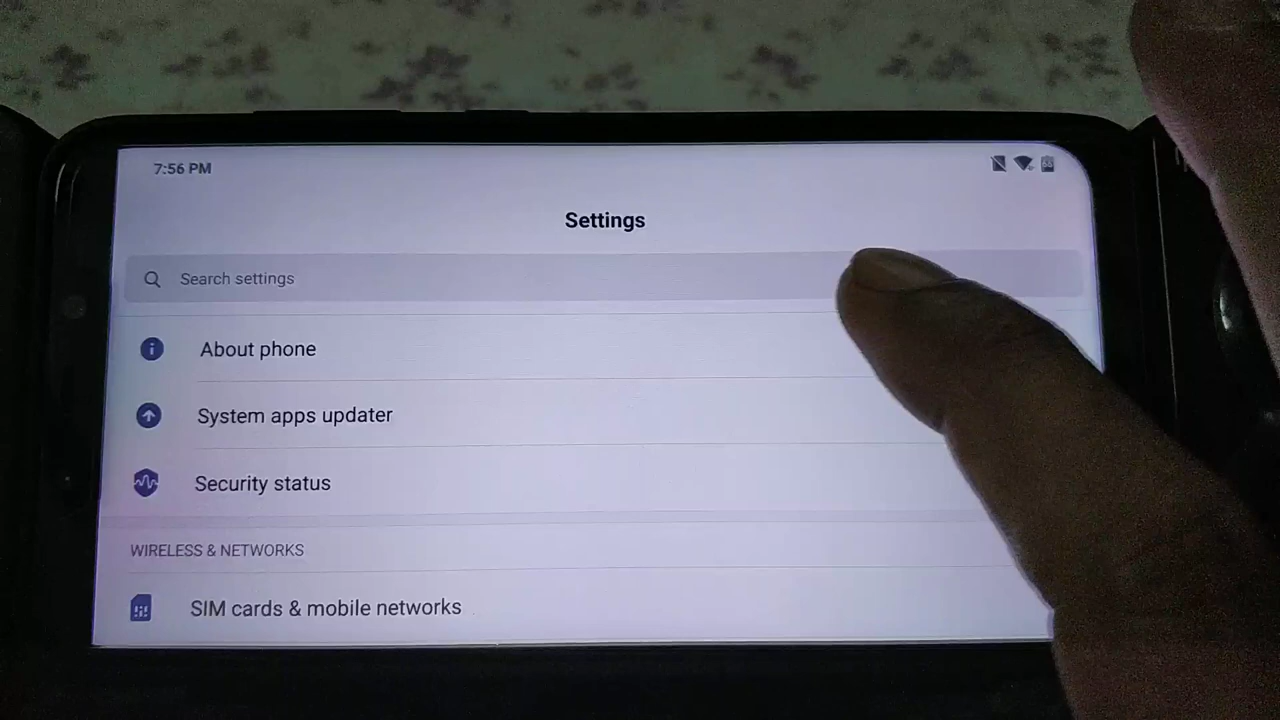 7:56 PM
Settings
Search settings
About phone
System apps updater
Security status
WIRELESS & NETWORKS
SIM cards & mobile networks